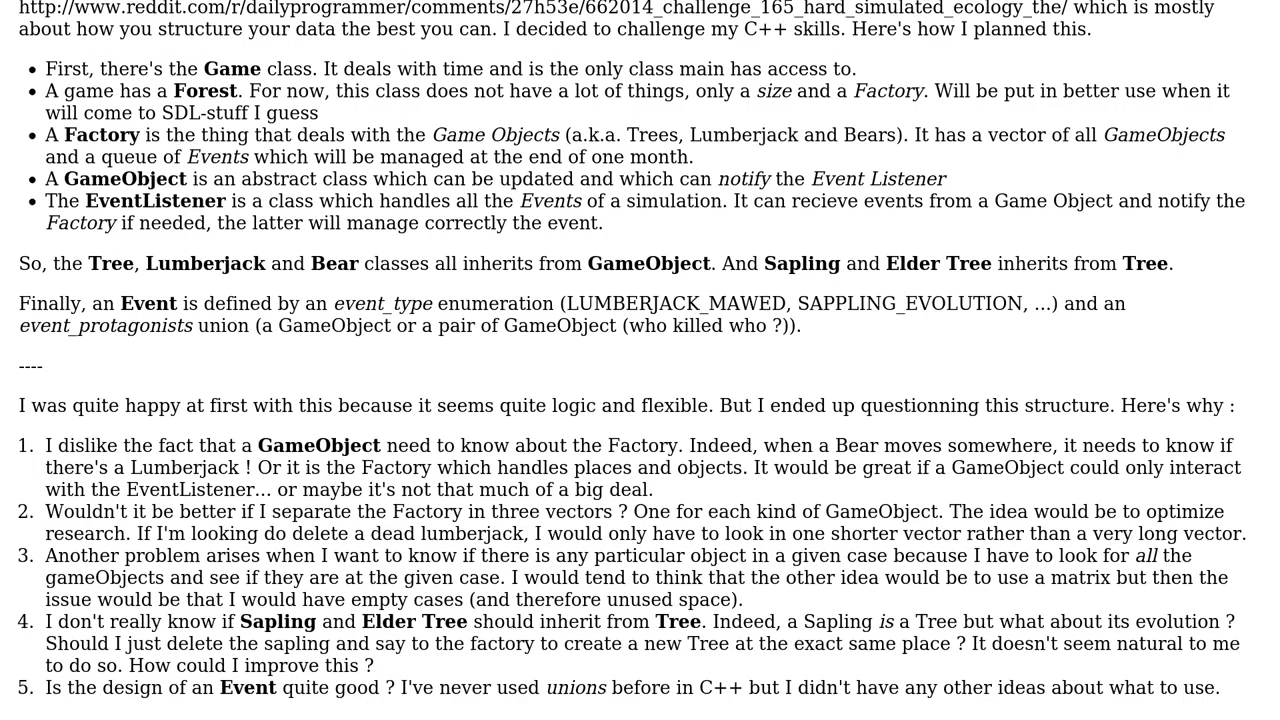 http://www.reddit.com/r/dailyprogrammer/comments/27h53e/662014_challenge_165_hard_simulated_ecology_the/ which is mostly
about how you structure your data the best you can. I decided to challenge my C++ skills. Here's how I planned this.
• First, there's the Game class. It deals with time and is the only class main has access to.
• A game has a Forest. For now, this class does not have a lot of things, only a size and a Factory. Will be put in better use when it
will come to SDL-stuff I guess
• A Factory is the thing that deals with the Game Objects (a.k.a. Trees, Lumberjack and Bears). It has a vector of all GameObjects
and a queue of Events which will be managed at the end of one month.
• A GameObject is an abstract class which can be updated and which can notify the Event Listener
• The EventListener is a class which handles all the Events of a simulation. It can recieve events from a Game Object and notify the
Factory if needed, the latter will manage correctly the event.
So, the Tree, Lumberjack and Bear classes all inherits from GameObject. And Sapling and Elder Tree inherits from Tree.
Finally, an Event is defined by an event_type enumeration (LUMBERJACK_MAWED, SAPPLING_EVOLUTION, ...) and an
event_protagonists union (a GameObject or a pair of GameObject (who killed who ?)).
----
I was quite happy at first with this because it seems quite logic and flexible. But I ended up questionning this structure. Here's why :
1. I dislike the fact that a GameObject need to know about the Factory. Indeed, when a Bear moves somewhere, it needs to know if
there's a Lumberjack ! Or it is the Factory which handles places and objects. It would be great if a GameObject could only interact
with the EventListener... or maybe it's not that much of a big deal.
2. Wouldn't it be better if I separate the Factory in three vectors ? One for each kind of GameObject. The idea would be to optimize
research. If I'm looking do delete a dead lumberjack, I would only have to look in one shorter vector rather than a very long vector.
3. Another problem arises when I want to know if there is any particular object in a given case because I have to look for all the
gameObjects and see if they are at the given case. I would tend to think that the other idea would be to use a matrix but then the
issue would be that I would have empty cases (and therefore unused space).
4. I don't really know if Sapling and Elder Tree should inherit from Tree. Indeed, a Sapling is a Tree but what about its evolution ?
Should I just delete the sapling and say to the factory to create a new Tree at the exact same place ? It doesn't seem natural to me
to do so. How could I improve this ?
5. Is the design of an Event quite good ? I've never used unions before in C++ but I didn't have any other ideas about what to use.